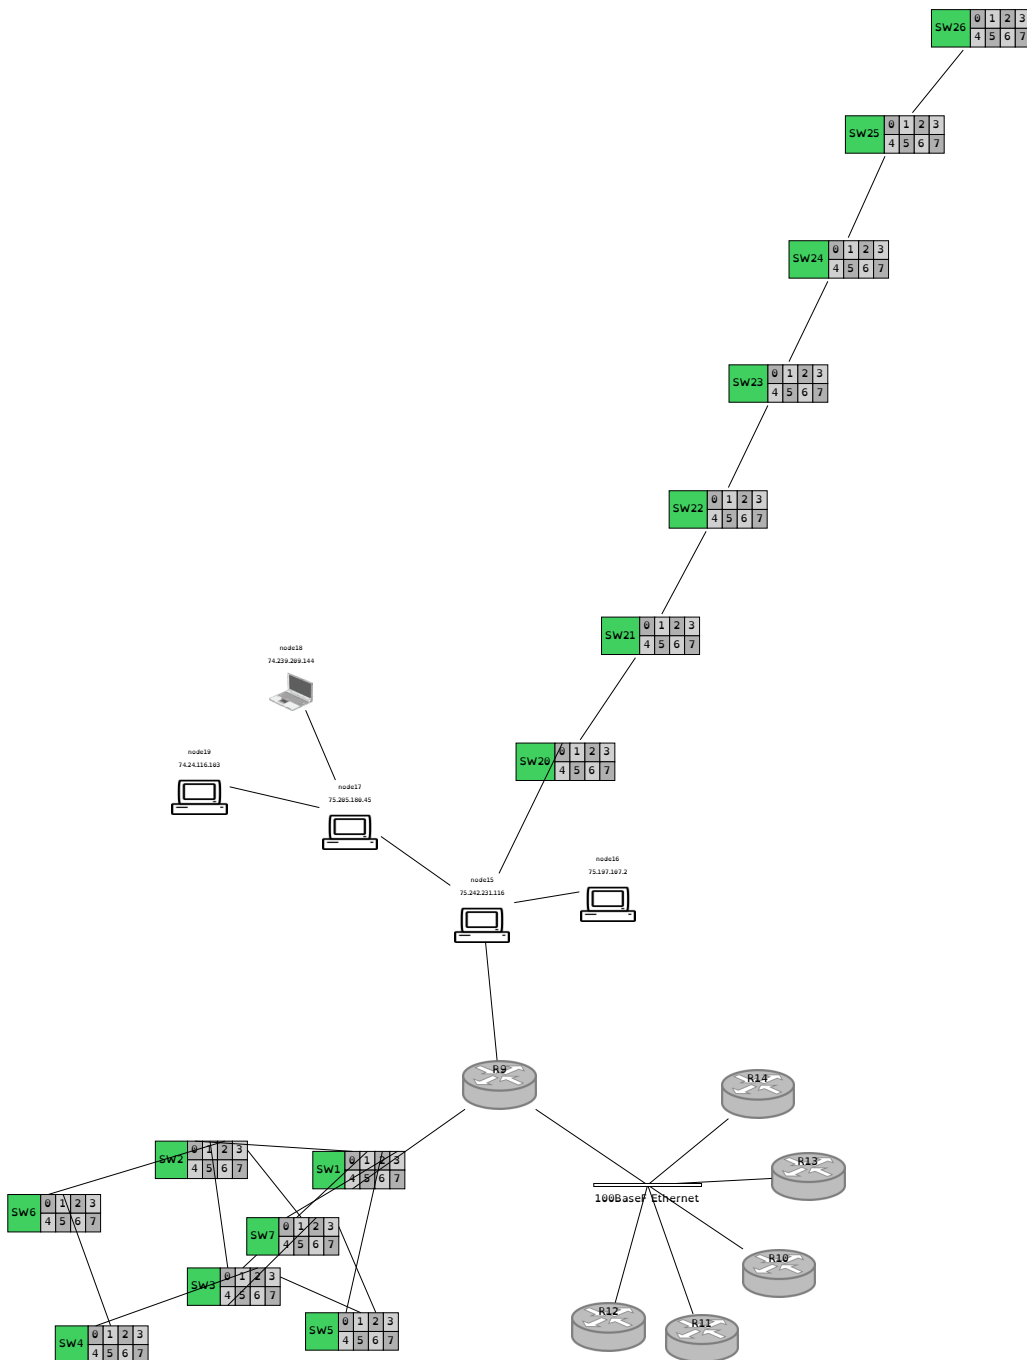 SW26 0 1 2 3
4 5 6 7
SW25 0 1 2 3
4 5 6 7
SW24 0 1 2 3
4 5 6 7
SW23 0 1 2 3
4 5 6 7
SW22 0 1 2 3
4 5 6 7
SW21 0 1 2 3
4 5 6 7
node18
74.239.209.144
SW20 0 1 2 3
4 5 6 7
node19
74.24.116.103
node17
75.205.180.45
node16
75.197.107.2
node15
75.242.231.116
R9
R14
SW2 0 1 2 3
4 5 6 7
SW1 0 1 2 3
4 5 6 7
R13
SW6 0 1 2 3
4 5 6 7
100BaseF Ethernet
SW7 0 1 2 3
4 5 6 7
R10
SW3 0 1 2 3
4 5 6 7
R12
R11
SW5 0 1 2 3
4 5 6 7
SW4 0 1 2 3
4 5 6 7